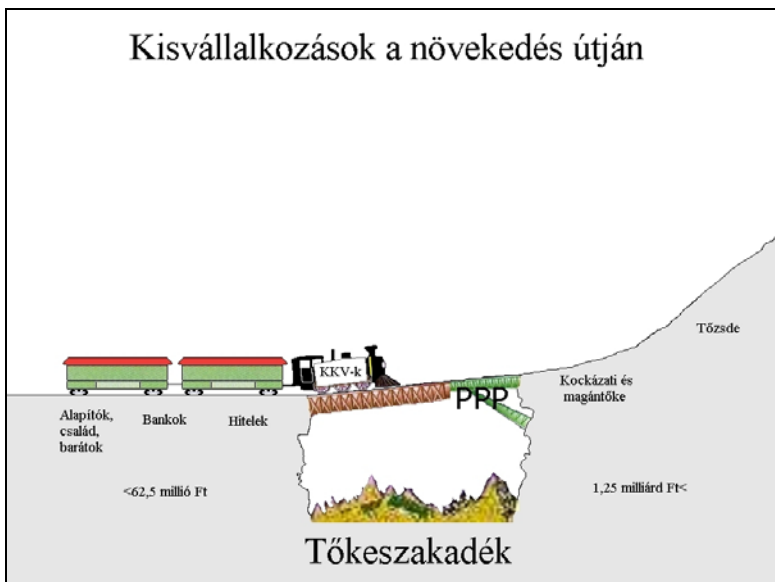 Kisvállalkozások a növekedés útján
Tőzsde
KKV-k
PPP
Kockázati és
magántőke
Alapítók,
család,
barátok
Bankok
Hitelek
<62,5 millió Ft
1,25 milliárd Ft<
Tőkeszakadék